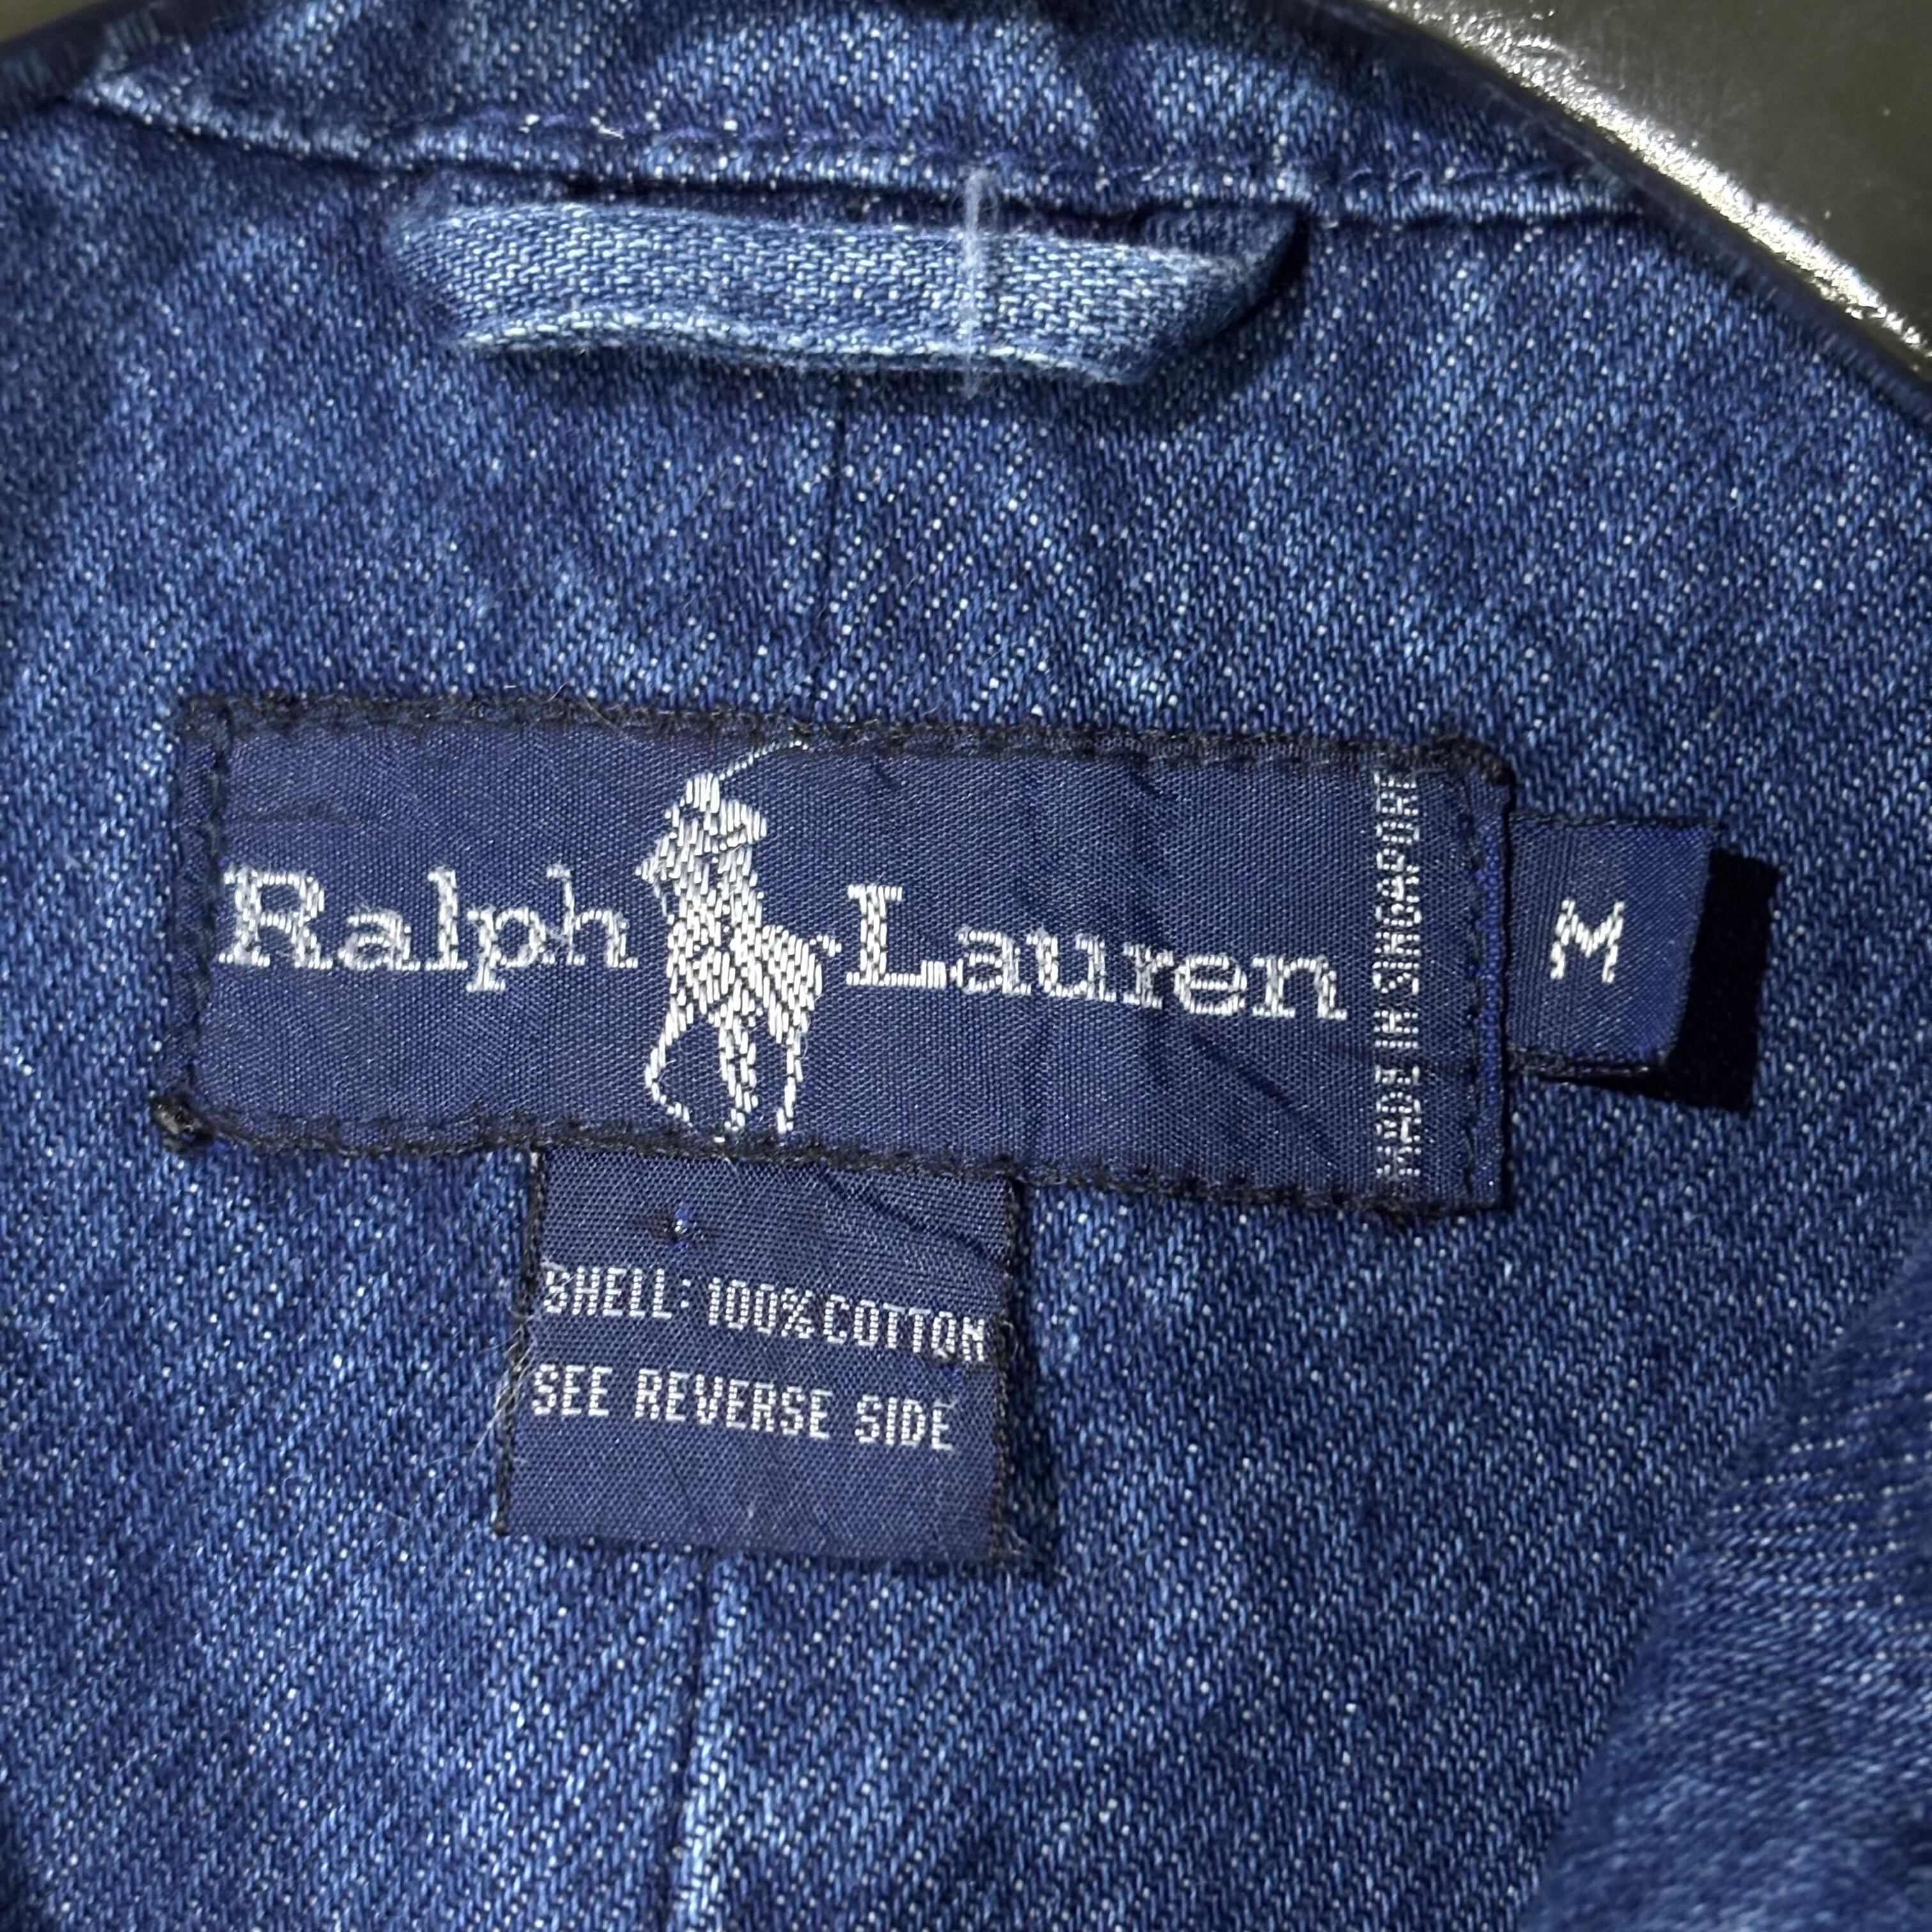 Ralph Lauren
MADE IN SINGAPORE
M
SHELL: 100% COTTON
SEE REVERSE SIDE